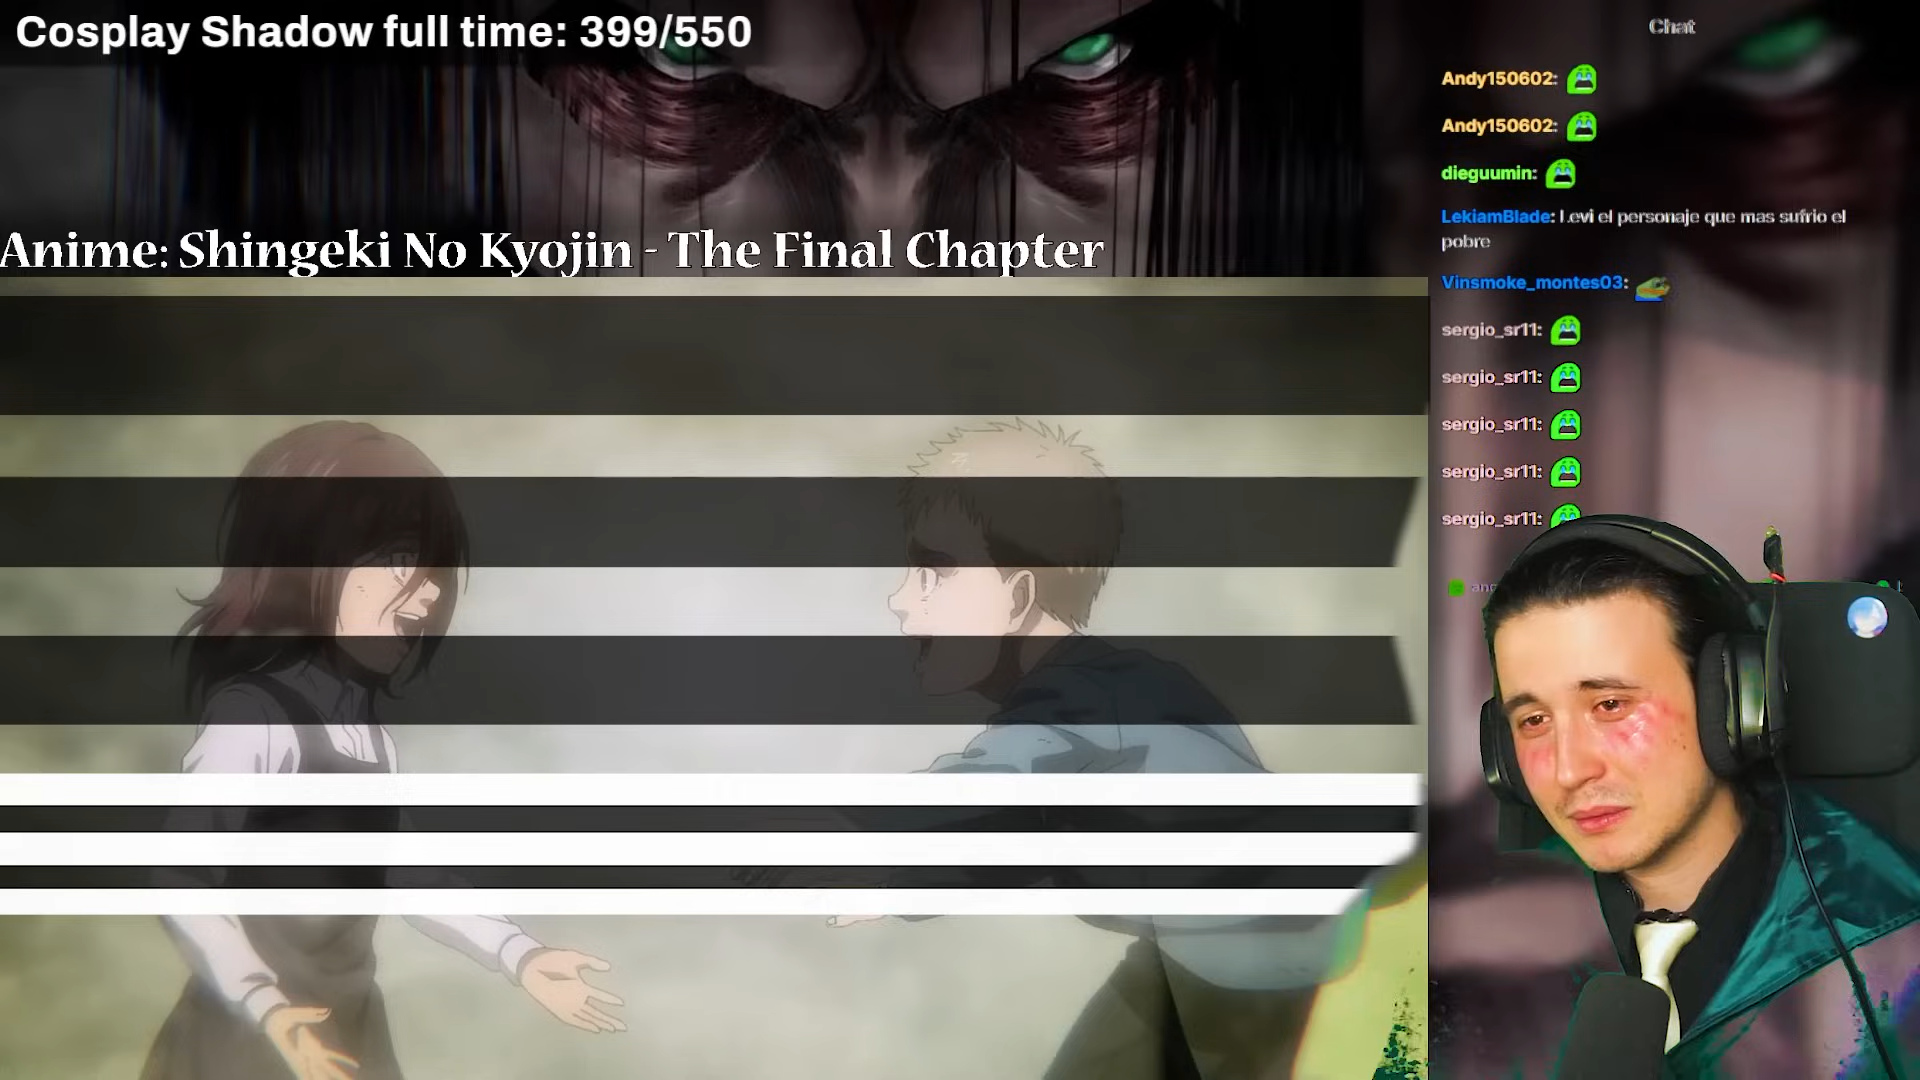 Cosplay Shadow full time: 399/550
Anime: Shingeki No Kyojin - The Final Chapter
Chat
Andy150602:
Andy150602:
dieguumin:
LekiamBlade: Levi el personaje que mas sufrio el
pobre
Vinsmoke_montes03:
sergio_sr11:
sergio_sr11:
sergio_sr11:
sergio_sr11:
sergio_sr11: